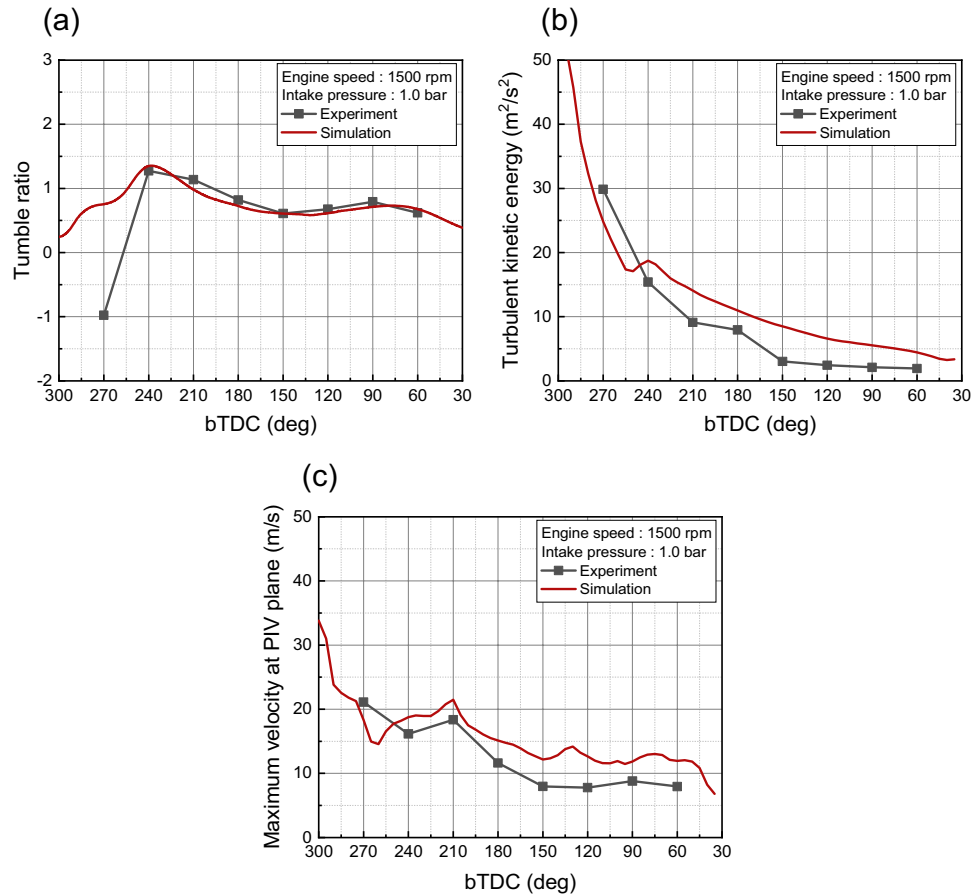 (a)
Tumble ratio
3
2
1
0
-1
-2
Engine speed : 1500 rpm
Intake pressure : 1.0 bar
Experiment
Simulation
300 270 240 210 180 150 120 90 60 30
bTDC (deg)
(b)
Turbulent kinetic energy (m²/s²)
50
40
30
20
10
0
Engine speed : 1500 rpm
Intake pressure : 1.0 bar
Experiment
Simulation
300 270 240 210 180 150 120 90 60 30
bTDC (deg)
(c)
Maximum velocity at PIV plane (m/s)
50
40
30
20
10
0
Engine speed : 1500 rpm
Intake pressure : 1.0 bar
Experiment
Simulation
300 270 240 210 180 150 120 90 60 30
bTDC (deg)